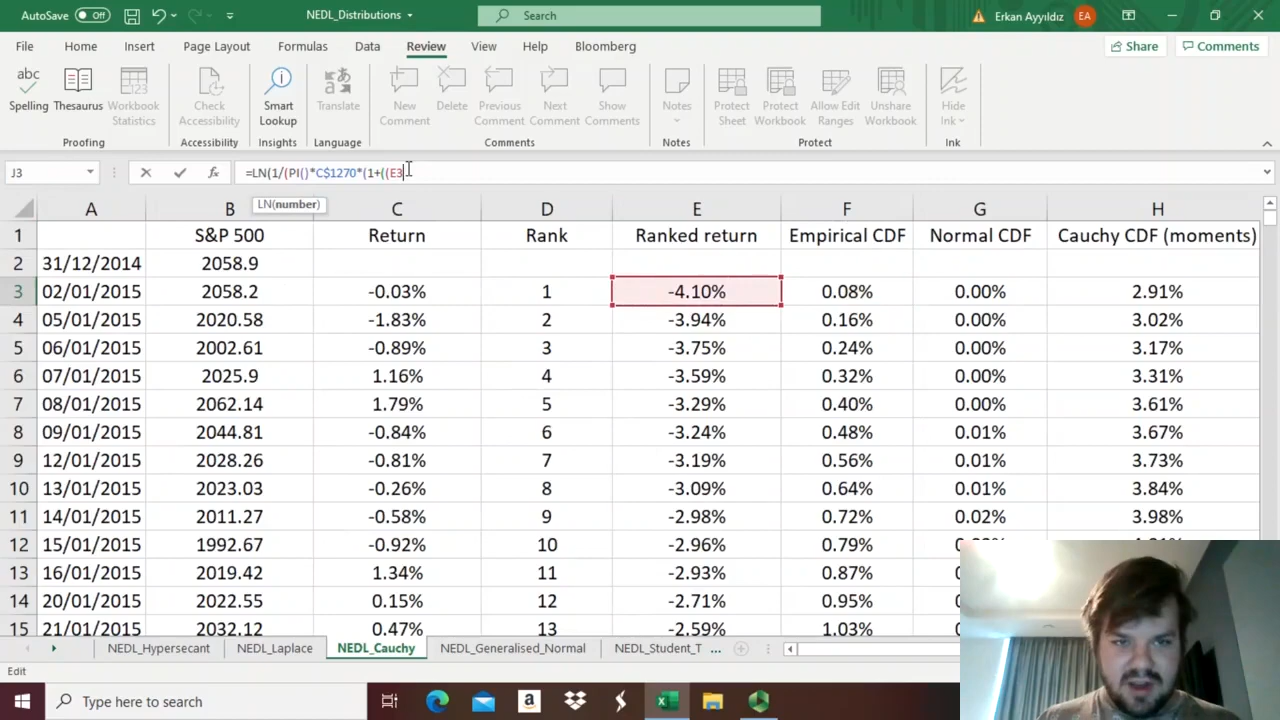 AutoSave Off NEDL_Distributions Search Erkan Ayyıldız EA
File Home Insert Page Layout Formulas Data Review View Help Bloomberg Share Comments
Spelling Thesaurus Workbook Statistics Check Accessibility Smart Lookup Translate New Comment Delete Previous Comment Next Comment Show Comments Notes Protect Sheet Protect Workbook Allow Edit Ranges Unshare Workbook Hide Ink
Proofing Accessibility Insights Language Comments Notes Protect Ink
J3 fx =LN(1/(PI()*C$1270*(1+((E3
LN(number)
A B C D E F G H
1 S&P 500 Return Rank Ranked return Empirical CDF Normal CDF Cauchy CDF (moments)
2 31/12/2014 2058.9
3 02/01/2015 2058.2 -0.03% 1 -4.10% 0.08% 0.00% 2.91%
4 05/01/2015 2020.58 -1.83% 2 -3.94% 0.16% 0.00% 3.02%
5 06/01/2015 2002.61 -0.89% 3 -3.75% 0.24% 0.00% 3.17%
6 07/01/2015 2025.9 1.16% 4 -3.59% 0.32% 0.00% 3.31%
7 08/01/2015 2062.14 1.79% 5 -3.29% 0.40% 0.00% 3.61%
8 09/01/2015 2044.81 -0.84% 6 -3.24% 0.48% 0.01% 3.67%
9 12/01/2015 2028.26 -0.81% 7 -3.19% 0.56% 0.01% 3.73%
10 13/01/2015 2023.03 -0.26% 8 -3.09% 0.64% 0.01% 3.84%
11 14/01/2015 2011.27 -0.58% 9 -2.98% 0.72% 0.02% 3.98%
12 15/01/2015 1992.67 -0.92% 10 -2.96% 0.79%
13 16/01/2015 2019.42 1.34% 11 -2.93% 0.87%
14 20/01/2015 2022.55 0.15% 12 -2.71% 0.95%
15 21/01/2015 2032.12 0.47% 13 -2.59% 1.03%
NEDL_Hypersecant NEDL_Laplace NEDL_Cauchy NEDL_Generalised_Normal NEDL_Student_T ...
Edit
Type here to search